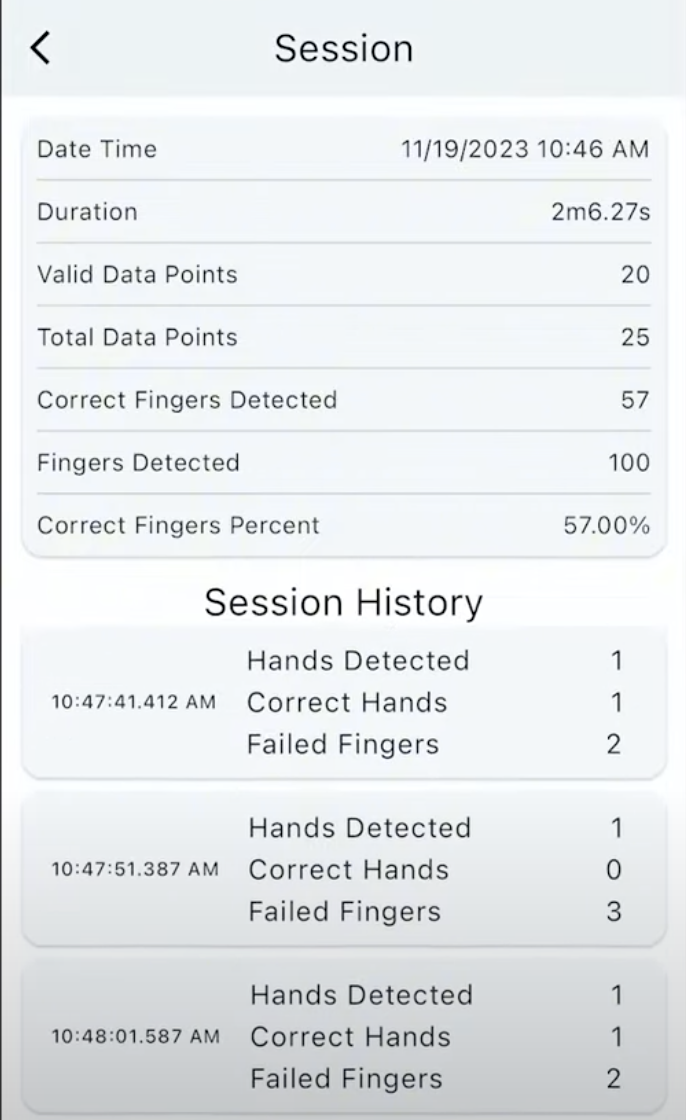 Session
Date Time 11/19/2023 10:46 AM
Duration 2m6.27s
Valid Data Points 20
Total Data Points 25
Correct Fingers Detected 57
Fingers Detected 100
Correct Fingers Percent 57.00%
Session History
Hands Detected 1
10:47:41.412 AM Correct Hands 1
Failed Fingers 2
Hands Detected 1
10:47:51.387 AM Correct Hands 0
Failed Fingers 3
Hands Detected 1
10:48:01.587 AM Correct Hands 1
Failed Fingers 2